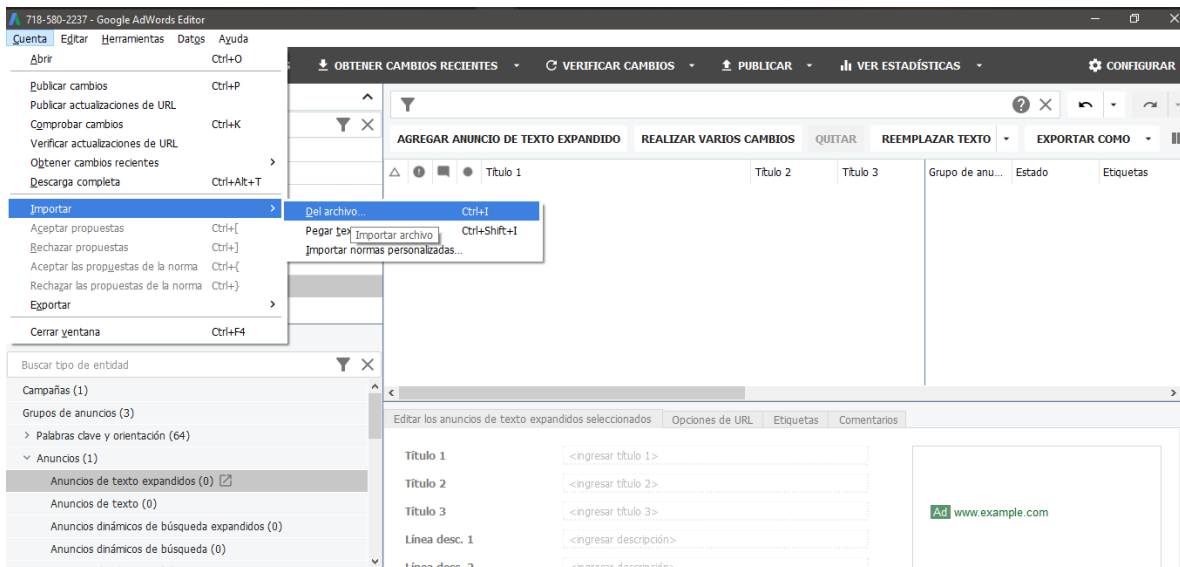 718-580-2237 - Google AdWords Editor
Cuenta Editar Herramientas Datos Ayuda
OBTENER CAMBIOS RECIENTES VERIFICAR CAMBIOS PUBLICAR VER ESTADÍSTICAS CONFIGURAR
Abrir Ctrl+O
Publicar cambios Ctrl+P
Publicar actualizaciones de URL
Comprobar cambios Ctrl+K
Verificar actualizaciones de URL
Obtener cambios recientes
Descarga completa Ctrl+Alt+T
Importar
Aceptar propuestas Ctrl+[
Rechazar propuestas Ctrl+]
Aceptar las propuestas de la norma Ctrl+{
Rechazar las propuestas de la norma Ctrl+}
Exportar
Cerrar ventana Ctrl+F4
Del archivo... Ctrl+I
Pegar Ctrl+Shift+I
Importar archivo
Importar normas personalizadas...
AGREGAR ANUNCIO DE TEXTO EXPANDIDO REALIZAR VARIOS CAMBIOS QUITAR REEMPLAZAR TEXTO EXPORTAR COMO
Título 1 Título 2 Título 3 Grupo de anu... Estado Etiquetas
Buscar tipo de entidad
Campañas (1)
Grupos de anuncios (3)
Palabras clave y orientación (64)
Anuncios (1)
Anuncios de texto expandidos (0)
Anuncios de texto (0)
Anuncios dinámicos de búsqueda expandidos (0)
Anuncios dinámicos de búsqueda (0)
Editar los anuncios de texto expandidos seleccionados Opciones de URL Etiquetas Comentarios
Título 1 <ingresar título 1>
Título 2 <ingresar título 2>
Título 3 <ingresar título 3>
Línea desc. 1 <ingresar descripción>
Línea desc. 2 <ingresar descripción>
Ad www.example.com